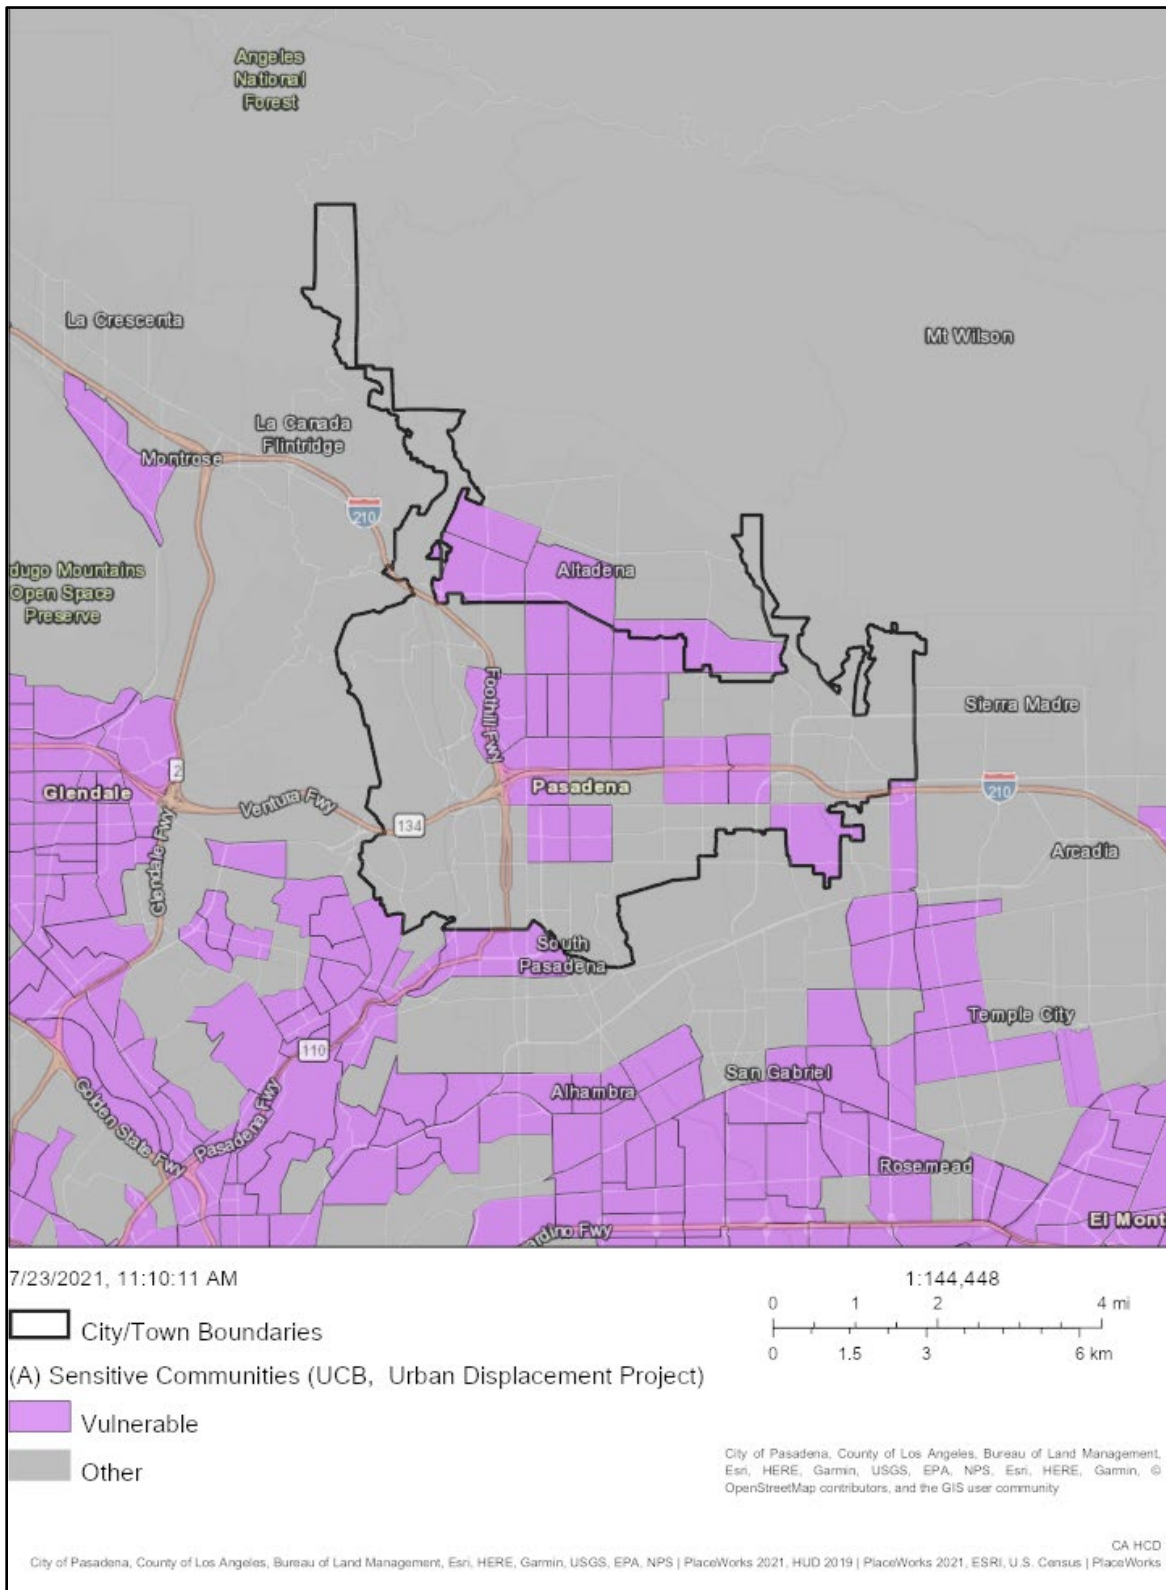 Angeles
National
Forest
La Crescenta
Mt Wilson
La Canada
Flintridge
Montrose
210
dugo Mountains
Open Space
Preserve
Altadena
Foothill Fwy
Sierra Madre
2
Glendale
Ventura Fwy
Pasadena
210
134
Arcadia
Glendale Fwy
South
Pasadena
Temple City
110
San Gabriel
Alhambra
Golden State Fwy
Pasadena Fwy
Rosemead
El Mont
ardino Fwy
7/23/2021, 11:10:11 AM
1:144,448
0 1 2 4 mi
0 1.5 3 6 km
City/Town Boundaries
(A) Sensitive Communities (UCB, Urban Displacement Project)
Vulnerable
Other
City of Pasadena, County of Los Angeles, Bureau of Land Management,
Esri, HERE, Garmin, USGS, EPA, NPS, Esri, HERE, Garmin, ©
OpenStreetMap contributors, and the GIS user community
CA HCD
City of Pasadena, County of Los Angeles, Bureau of Land Management, Esri, HERE, Garmin, USGS, EPA, NPS | PlaceWorks 2021, HUD 2019 | PlaceWorks 2021, ESRI, U.S. Census | PlaceWorks